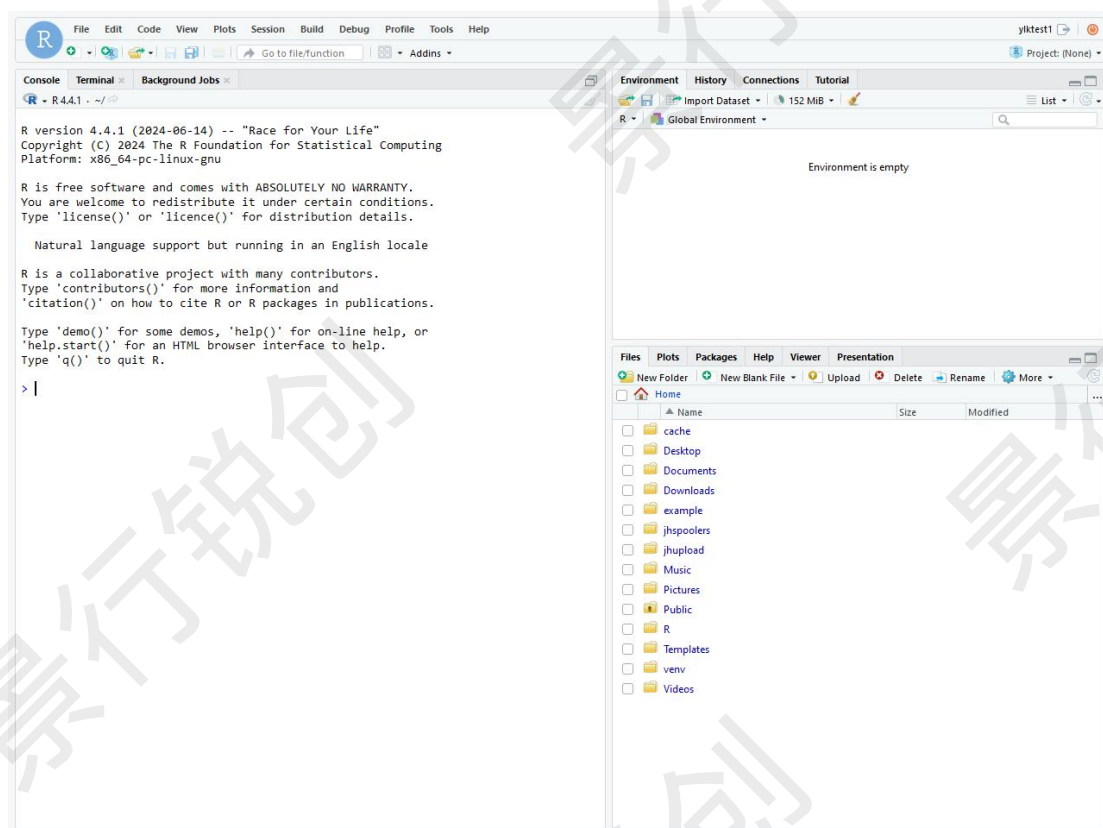 R
File Edit Code View Plots Session Build Debug Profile Tools Help
ylktest1
Go to file/function
Addins
Project: (None)
Console Terminal Background Jobs
R 4.4.1 · ~/
R version 4.4.1 (2024-06-14) -- "Race for Your Life"
Copyright (C) 2024 The R Foundation for Statistical Computing
Platform: x86_64-pc-linux-gnu
R is free software and comes with ABSOLUTELY NO WARRANTY.
You are welcome to redistribute it under certain conditions.
Type 'license()' or 'licence()' for distribution details.
Natural language support but running in an English locale
R is a collaborative project with many contributors.
Type 'contributors()' for more information and
'citation()' on how to cite R or R packages in publications.
Type 'demo()' for some demos, 'help()' for on-line help, or
'help.start()' for an HTML browser interface to help.
Type 'q()' to quit R.
>
Environment History Connections Tutorial
Import Dataset 152 MiB List
R Global Environment
Environment is empty
Files Plots Packages Help Viewer Presentation
New Folder New Blank File Upload Delete Rename More
Home ...
Name Size Modified
cache
Desktop
Documents
Downloads
example
jhspoolers
jhupload
Music
Pictures
Public
R
Templates
venv
Videos
景行锐创